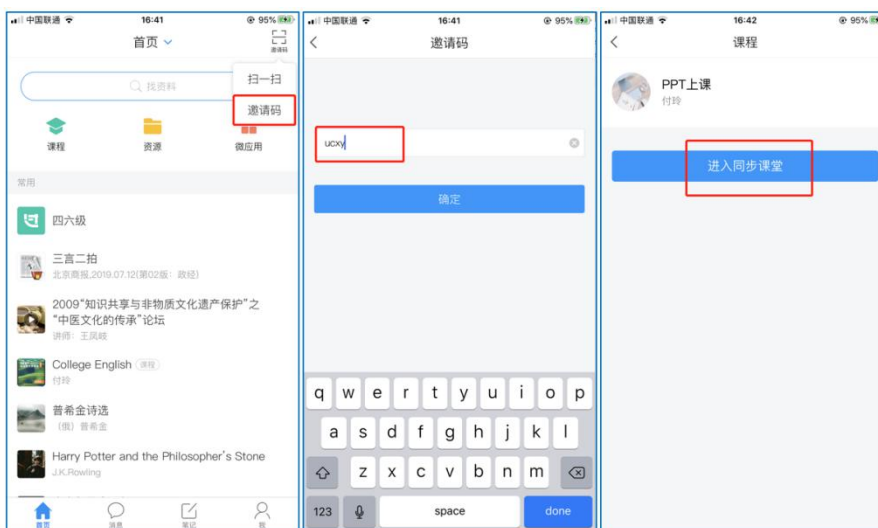 中国联通
16:41
95%
首页
邀请码
扫一扫
邀请码
找资料
课程
资源
微应用
常用
四六级
三言二拍
北京商报,2019.07.12(第02版：政经)
2009“知识共享与非物质文化遗产保护”之
“中医文化的传承”论坛
讲师：王凤岐
College English 课程
付玲
普希金诗选
（俄）普希金
Harry Potter and the Philosopher's Stone
J.K.Rowling
首页
消息
笔记
我
中国联通
16:41
95%
邀请码
ucxy
确定
q w e r t y u i o p
a s d f g h j k l
z x c v b n m
123 space done
中国联通
16:42
95%
课程
PPT上课
付玲
进入同步课堂